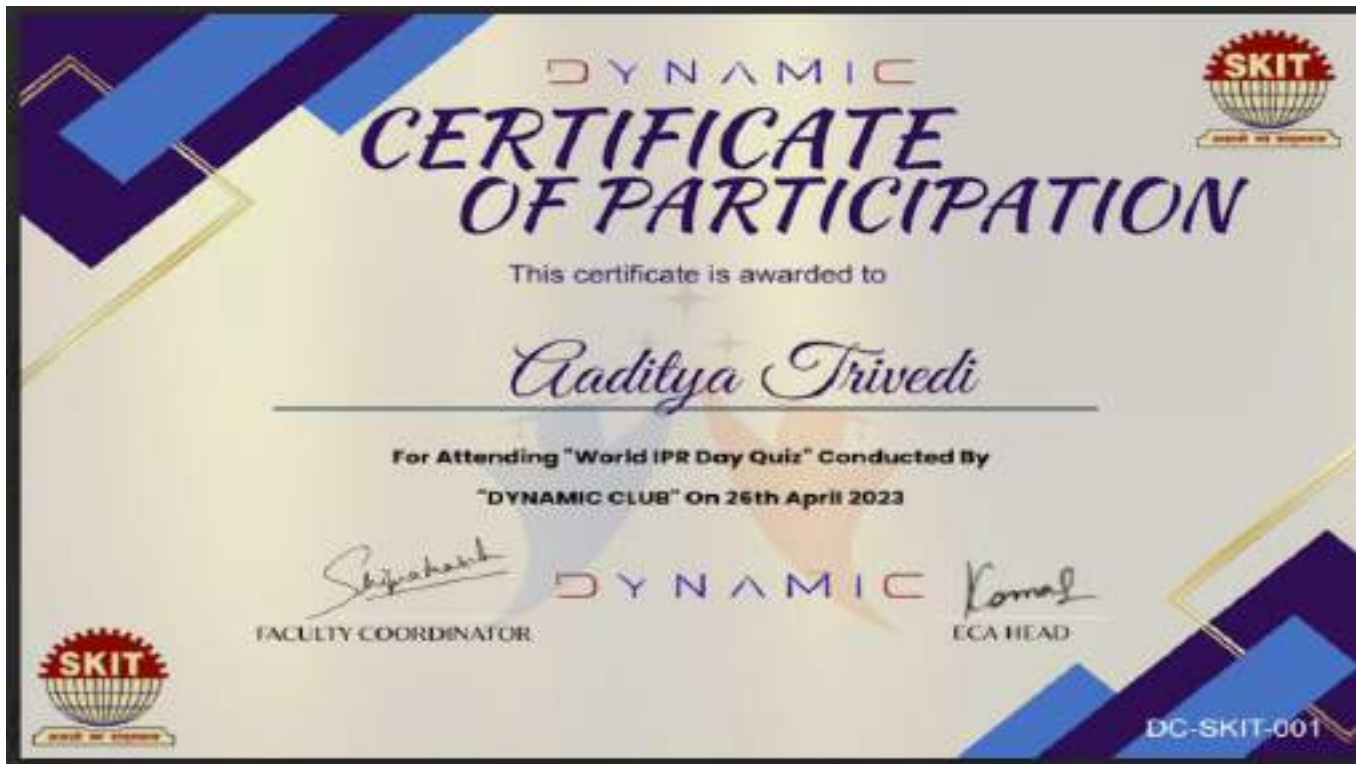 DYNAMIC
SKIT
CERTIFICATE
OF PARTICIPATION
This certificate is awarded to
Aaditya Trivedi
For Attending "World IPR Day Quiz" Conducted By
"DYNAMIC CLUB" On 26th April 2023
DYNAMIC
Komal
FACULTY COORDINATOR
ECA HEAD
SKIT
DC-SKIT-001